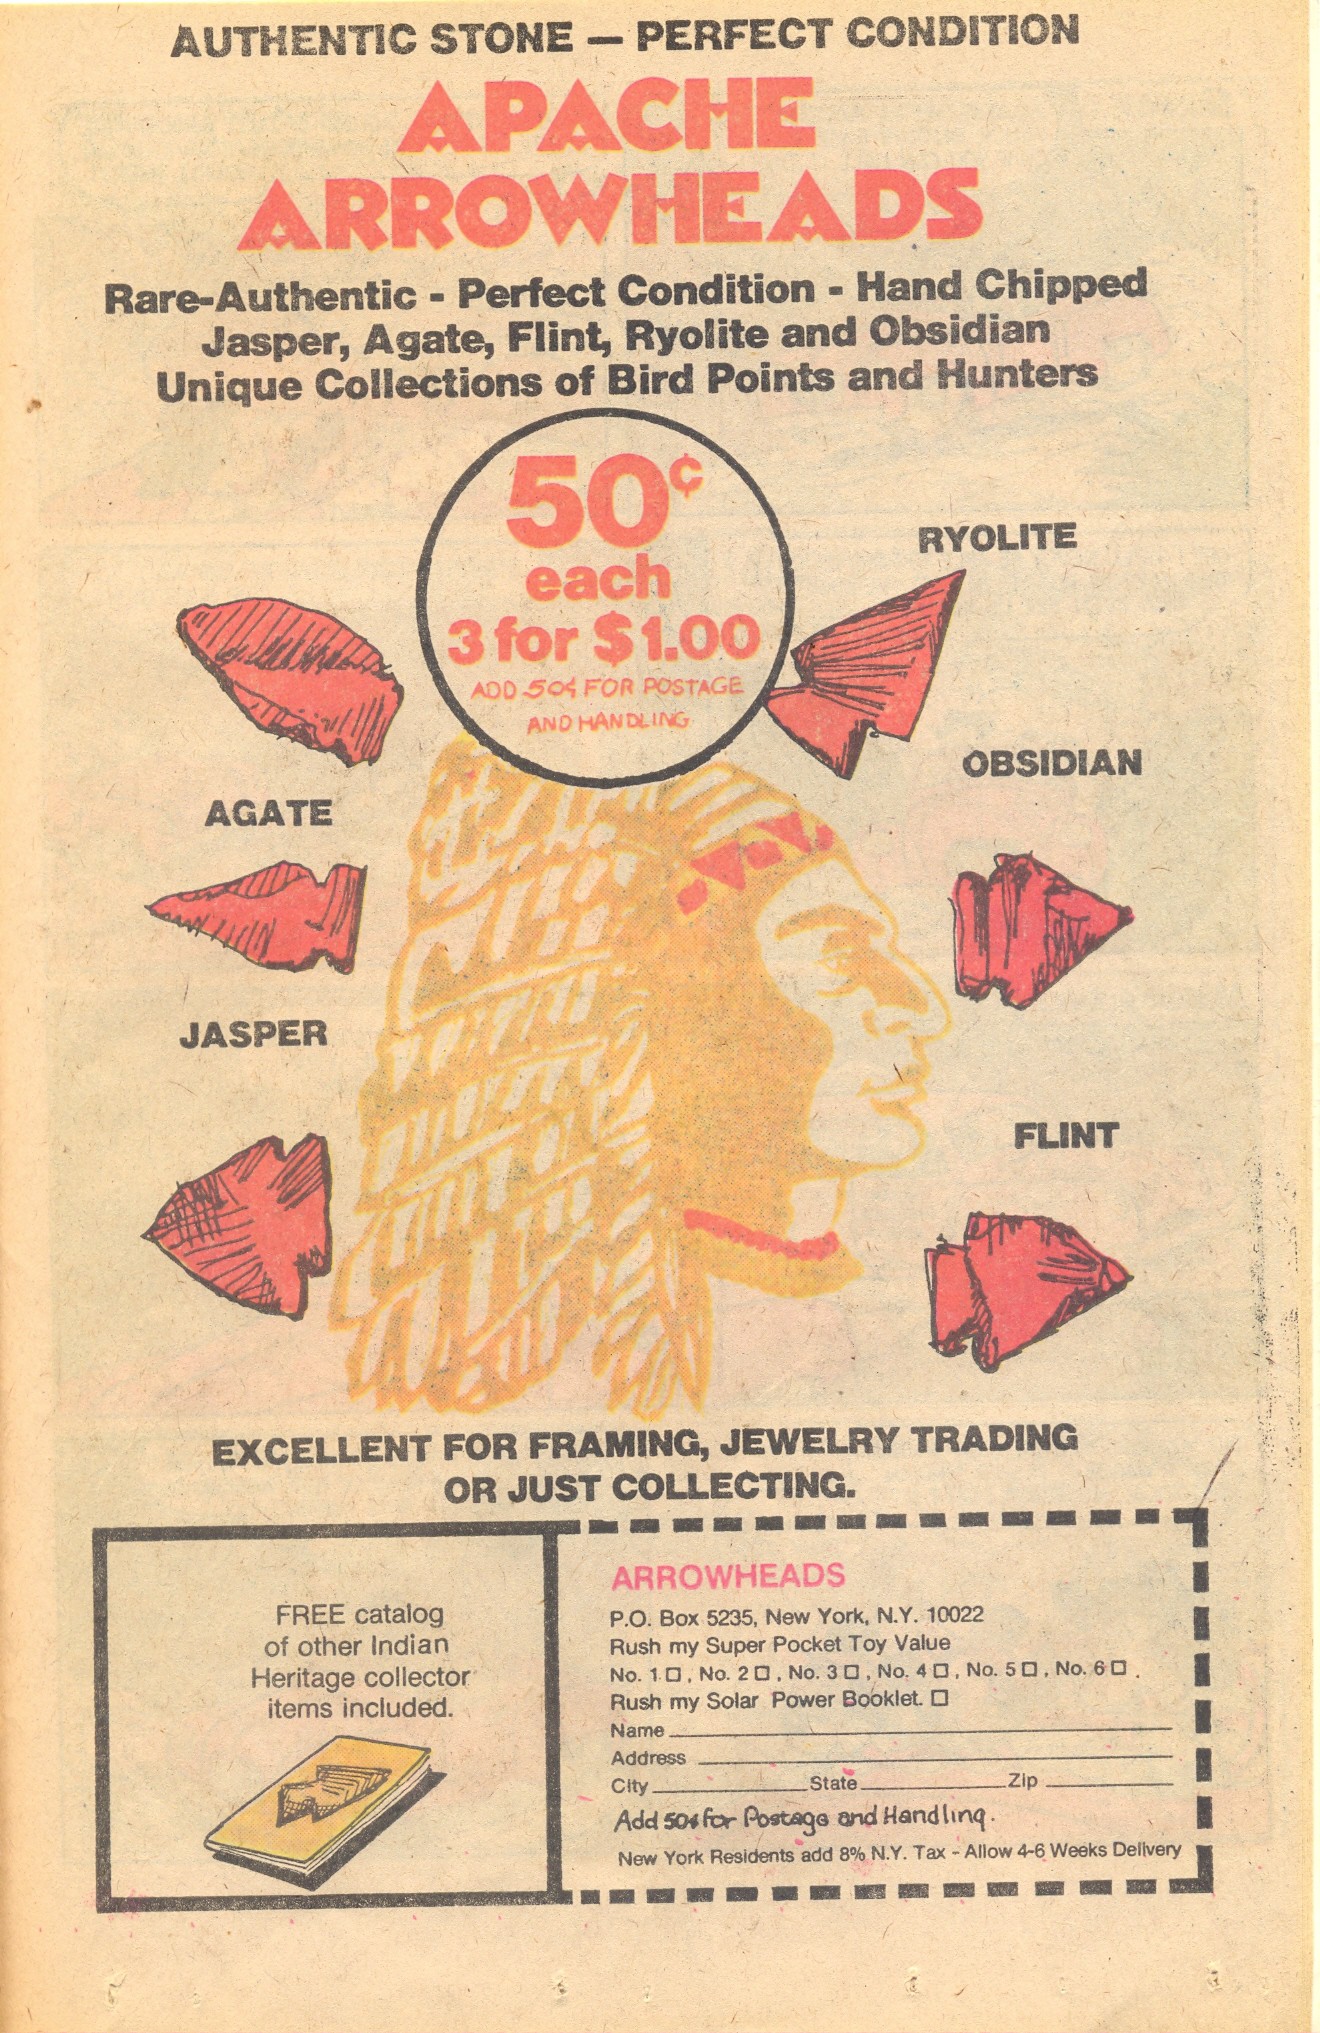 AUTHENTIC STONE — PERFECT CONDITION
APACHE
ARROWHEADS
Rare-Authentic - Perfect Condition - Hand Chipped
Jasper, Agate, Flint, Ryolite and Obsidian
Unique Collections of Bird Points and Hunters
50¢
each
3 for $1.00
ADD 50¢ FOR POSTAGE
AND HANDLING
RYOLITE
OBSIDIAN
AGATE
JASPER
FLINT
EXCELLENT FOR FRAMING, JEWELRY TRADING
OR JUST COLLECTING.
FREE catalog
of other Indian
Heritage collector
items included.
ARROWHEADS
P.O. Box 5235, New York, N.Y. 10022
Rush my Super Pocket Toy Value
No. 1 □, No. 2 □, No. 3 □, No. 4 □, No. 5 □, No. 6 □.
Rush my Solar Power Booklet. □
Name
Address
City State Zip
Add 50¢ for Postage and Handling.
New York Residents add 8% N.Y. Tax - Allow 4-6 Weeks Delivery